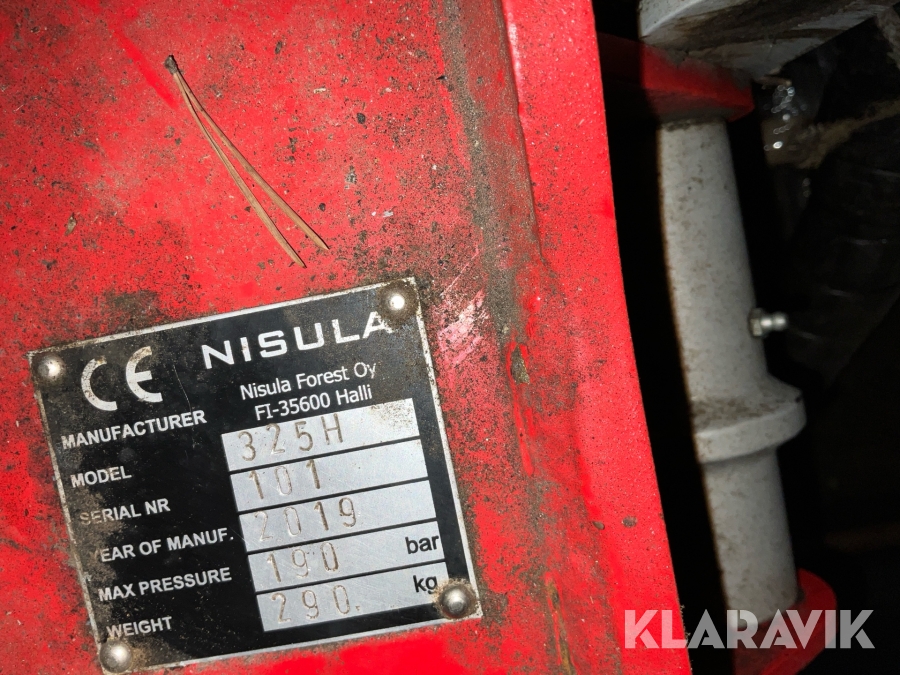 CE NISULA
Nisula Forest Oy
FI-35600 Halli
MANUFACTURER
MODEL 325H
SERIAL NR 101
YEAR OF MANUF. 2019
MAX PRESSURE 190 bar
WEIGHT 290. kg
KLARAVIK